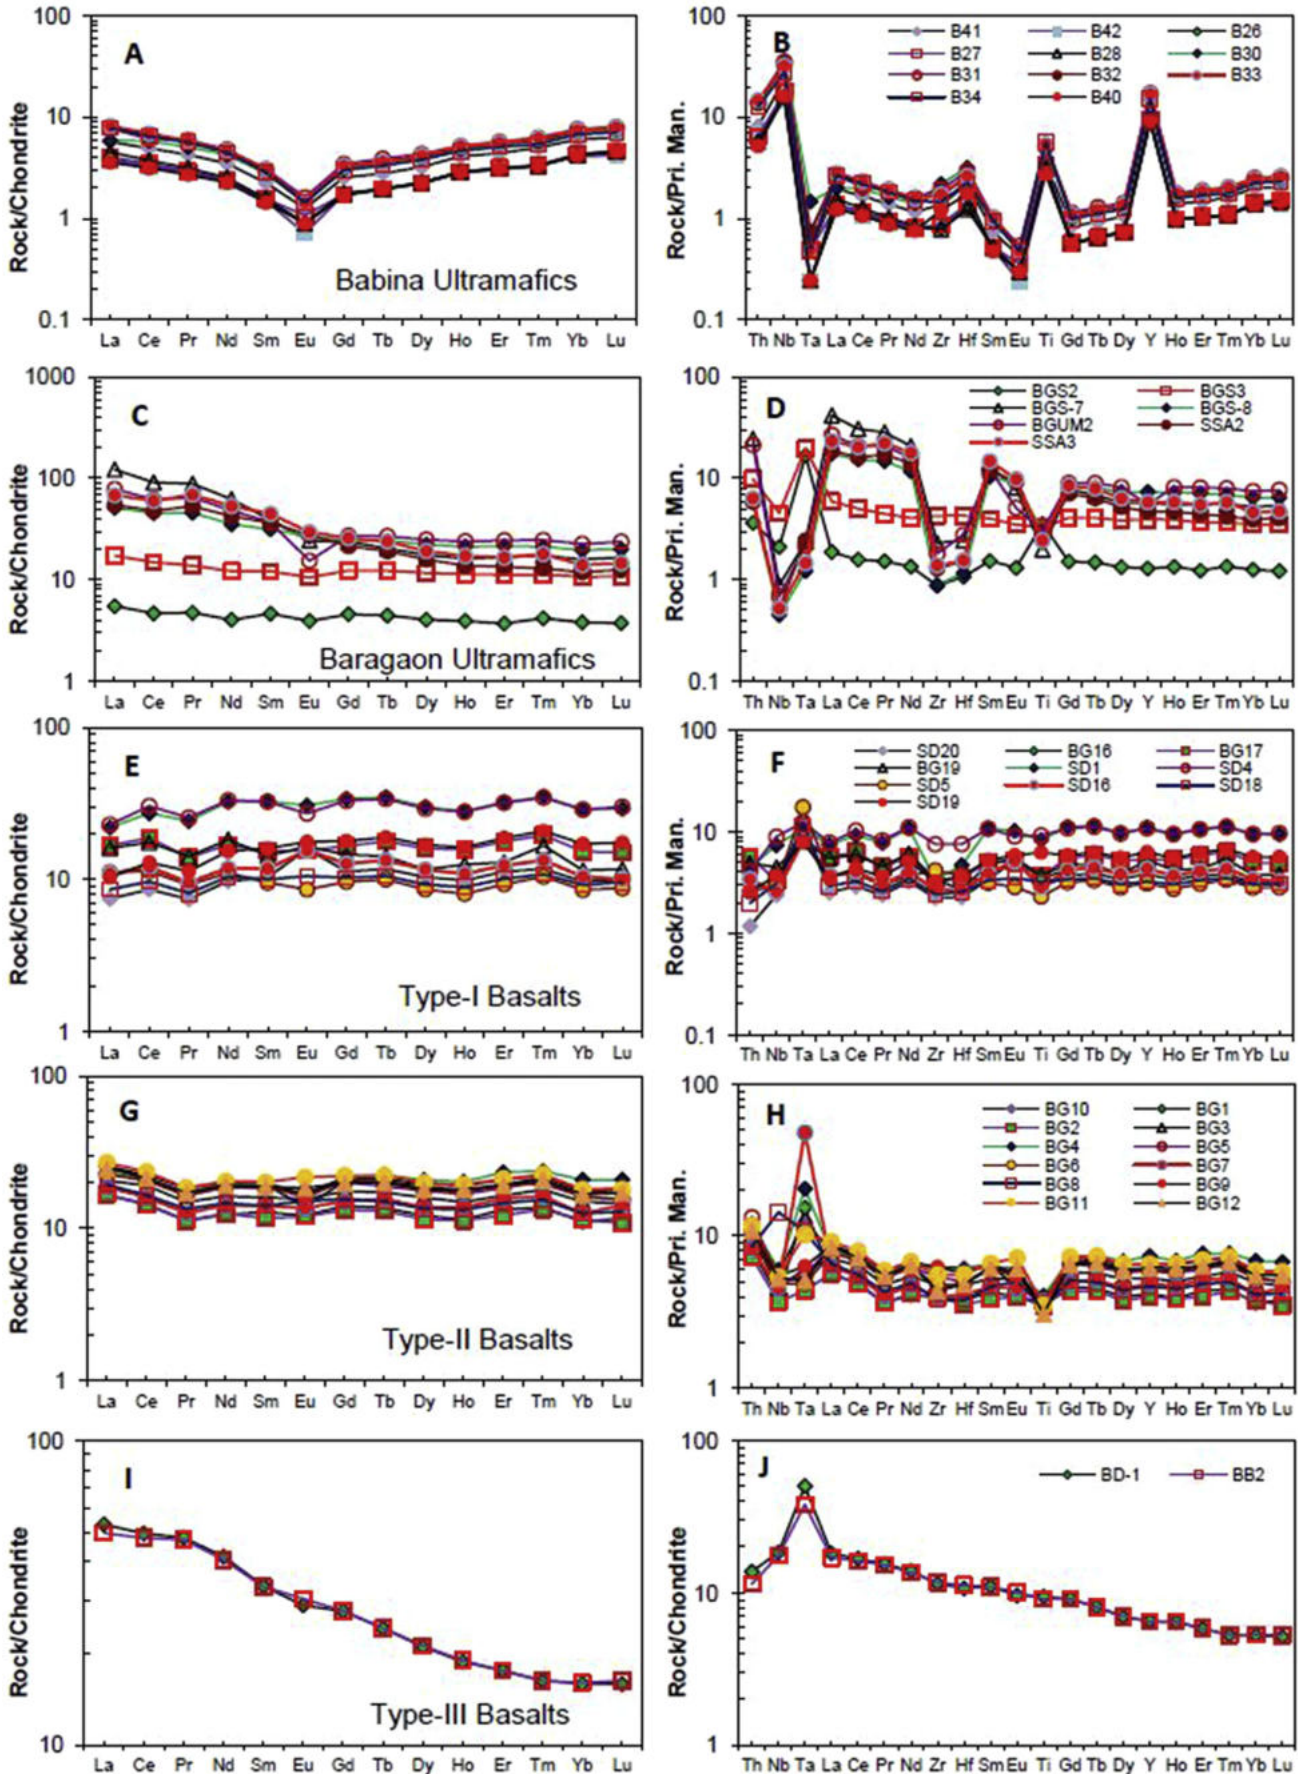 A
Rock/Chondrite
100
10
1
0.1
Babina Ultramafics
La Ce Pr Nd Sm Eu Gd Tb Dy Ho Er Tm Yb Lu
B
Rock/Pri. Man.
100
10
1
0.1
B41 B42 B26
B27 B28 B30
B31 B32 B33
B34 B40
Th Nb Ta La Ce Pr Nd Zr Hf Sm Eu Ti Gd Tb Dy Y Ho Er Tm Yb Lu
C
Rock/Chondrite
1000
100
10
1
Baragaon Ultramafics
La Ce Pr Nd Sm Eu Gd Tb Dy Ho Er Tm Yb Lu
D
Rock/Pri. Man.
100
10
1
0.1
BGS2 BGS3
BGS-7 BGS-8
BGUM2 SSA2
SSA3
Th Nb Ta La Ce Pr Nd Zr Hf Sm Eu Ti Gd Tb Dy Y Ho Er Tm Yb Lu
E
Rock/Chondrite
100
10
1
Type-I Basalts
La Ce Pr Nd Sm Eu Gd Tb Dy Ho Er Tm Yb Lu
F
Rock/Pri. Man.
100
10
1
0.1
SD20 BG16 BG17
BG19 SD1 SD4
SD5 SD16 SD18
SD19
Th Nb Ta La Ce Pr Nd Zr Hf Sm Eu Ti Gd Tb Dy Y Ho Er Tm Yb Lu
G
Rock/Chondrite
100
10
1
Type-II Basalts
La Ce Pr Nd Sm Eu Gd Tb Dy Ho Er Tm Yb Lu
H
Rock/Pri. Man.
100
10
1
BG10 BG1
BG2 BG3
BG4 BG5
BG6 BG7
BG8 BG9
BG11 BG12
Th Nb Ta La Ce Pr Nd Zr Hf Sm Eu Ti Gd Tb Dy Y Ho Er Tm Yb Lu
I
Rock/Chondrite
100
10
Type-III Basalts
La Ce Pr Nd Sm Eu Gd Tb Dy Ho Er Tm Yb Lu
J
Rock/Chondrite
100
10
1
BD-1 BB2
Th Nb Ta La Ce Pr Nd Zr Hf Sm Eu Ti Gd Tb Dy Y Ho Er Tm Yb Lu